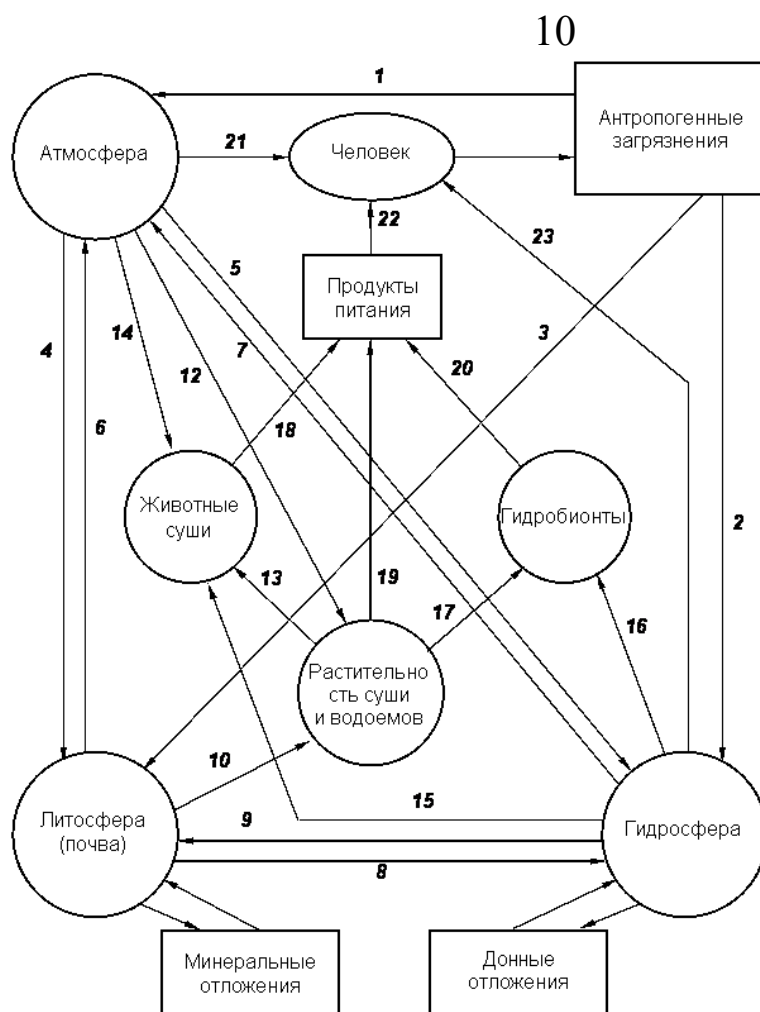 10
1
Атмосфера
21
Человек
Антропогенные
загрязнения
22
23
5
Продукты
питания
14
4
12
7
3
20
6
18
Животные
суши
Гидробионты
2
13
19
17
16
Растительно
сть суши
и водоемов
10
15
Литосфера
(почва)
9
Гидросфера
8
Минеральные
отложения
Донные
отложения